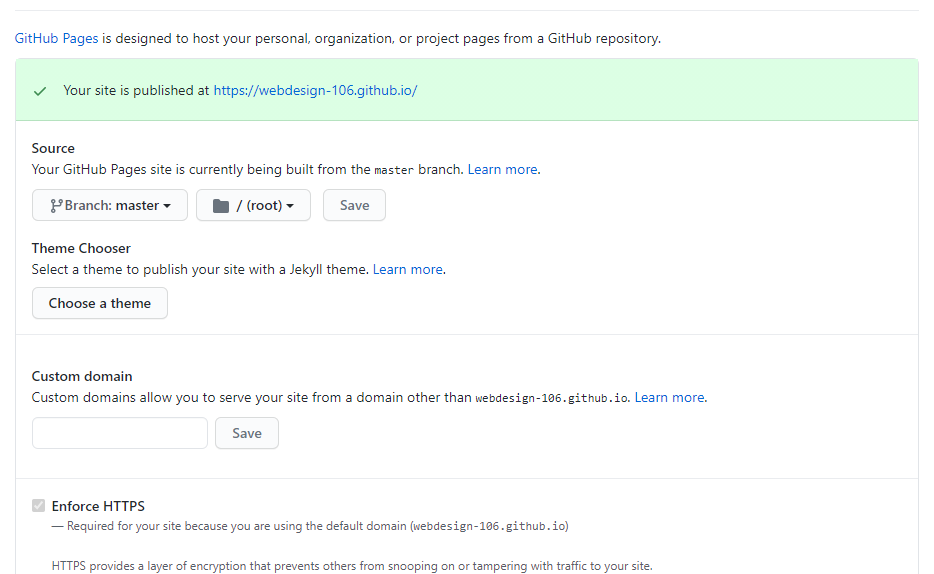 GitHub Pages is designed to host your personal, organization, or project pages from a GitHub repository.
Your site is published at https://webdesign-106.github.io/
Source
Your GitHub Pages site is currently being built from the master branch. Learn more.
Branch: master / (root) Save
Theme Chooser
Select a theme to publish your site with a Jekyll theme. Learn more.
Choose a theme
Custom domain
Custom domains allow you to serve your site from a domain other than webdesign-106.github.io. Learn more.
Save
Enforce HTTPS
— Required for your site because you are using the default domain (webdesign-106.github.io)
HTTPS provides a layer of encryption that prevents others from snooping on or tampering with traffic to your site.